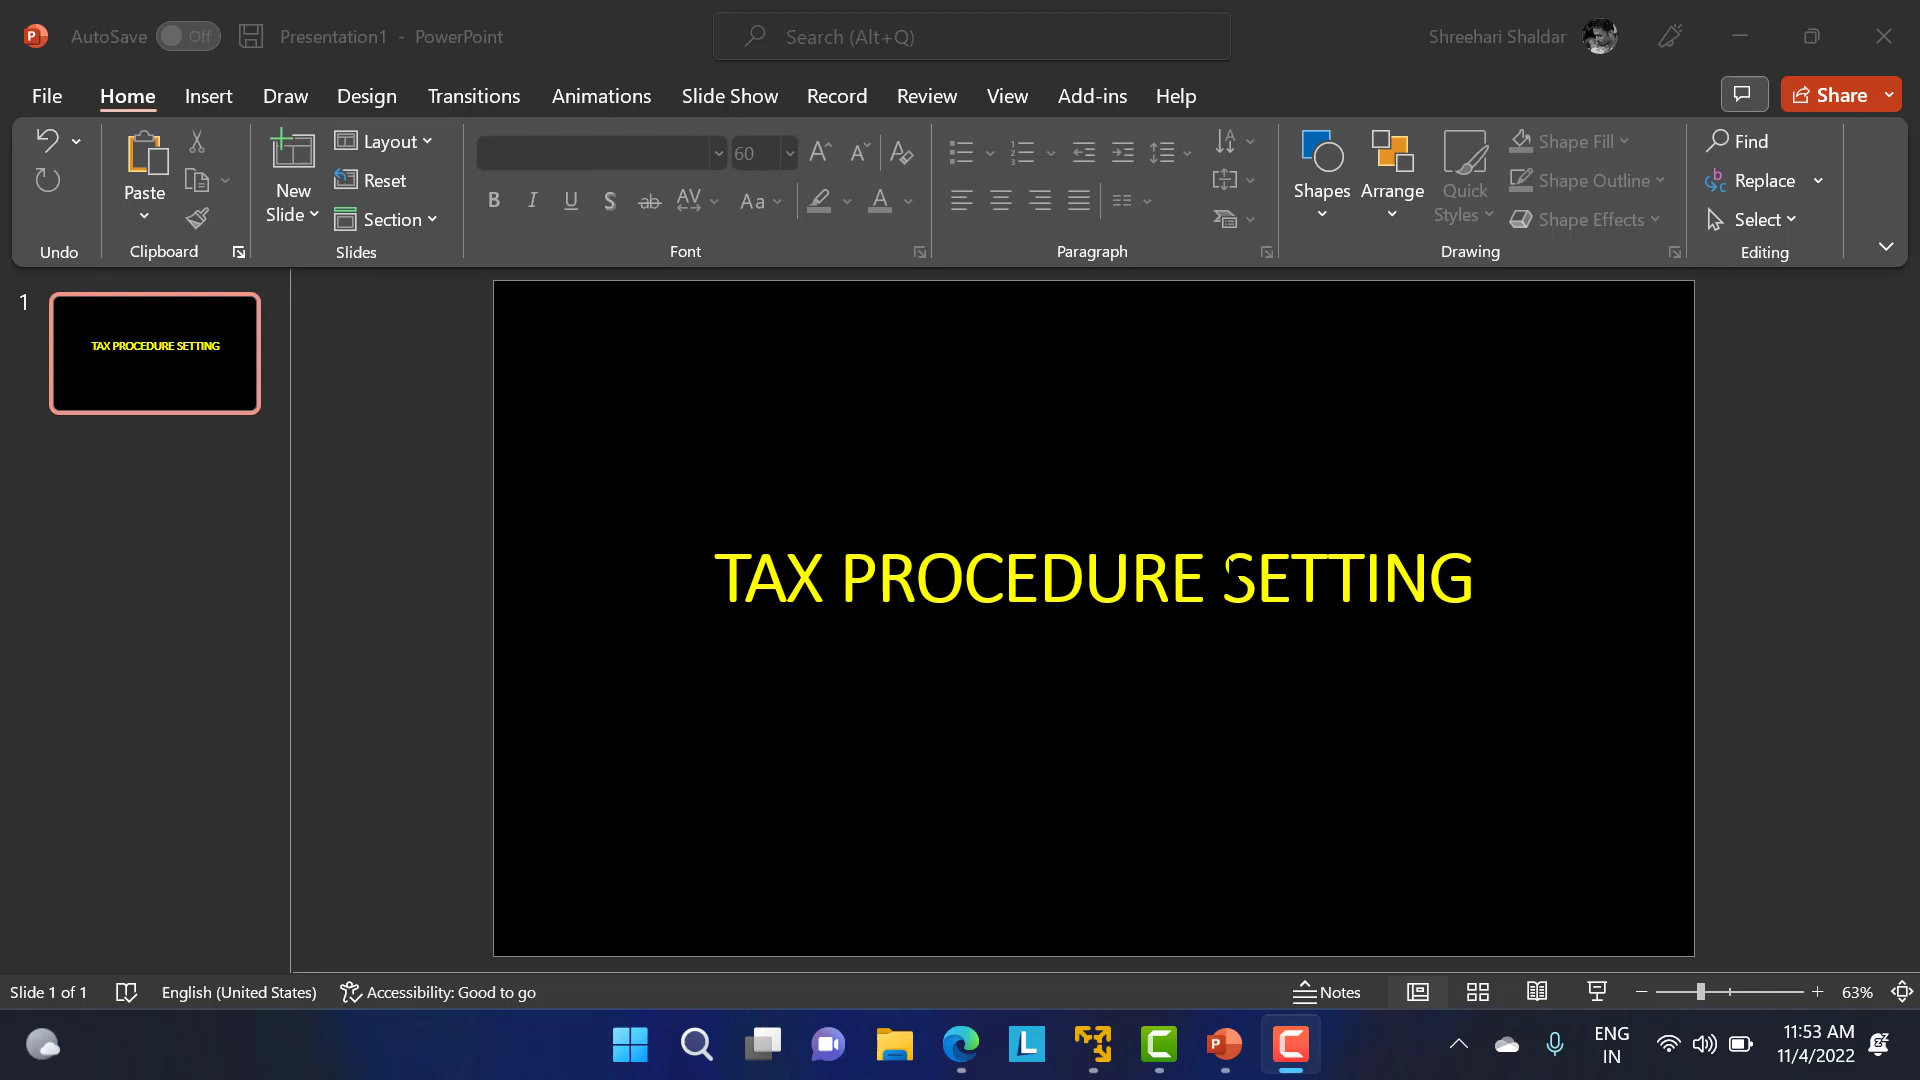 AutoSave Off Presentation1 - PowerPoint Search (Alt+Q) Shreehari Shaldar
File Home Insert Draw Design Transitions Animations Slide Show Record Review View Add-ins Help Share
Paste
New
Slide
Layout
Reset
Section
60
Shapes
Arrange
Quick
Styles
Shape Fill
Shape Outline
Shape Effects
Find
Replace
Select
Undo Clipboard Slides Font Paragraph Drawing Editing
1
TAX PROCEDURE SETTING
TAX PROCEDURE SETTING
Slide 1 of 1 English (United States) Accessibility: Good to go Notes 63%
ENG
IN
11:53 AM
11/4/2022